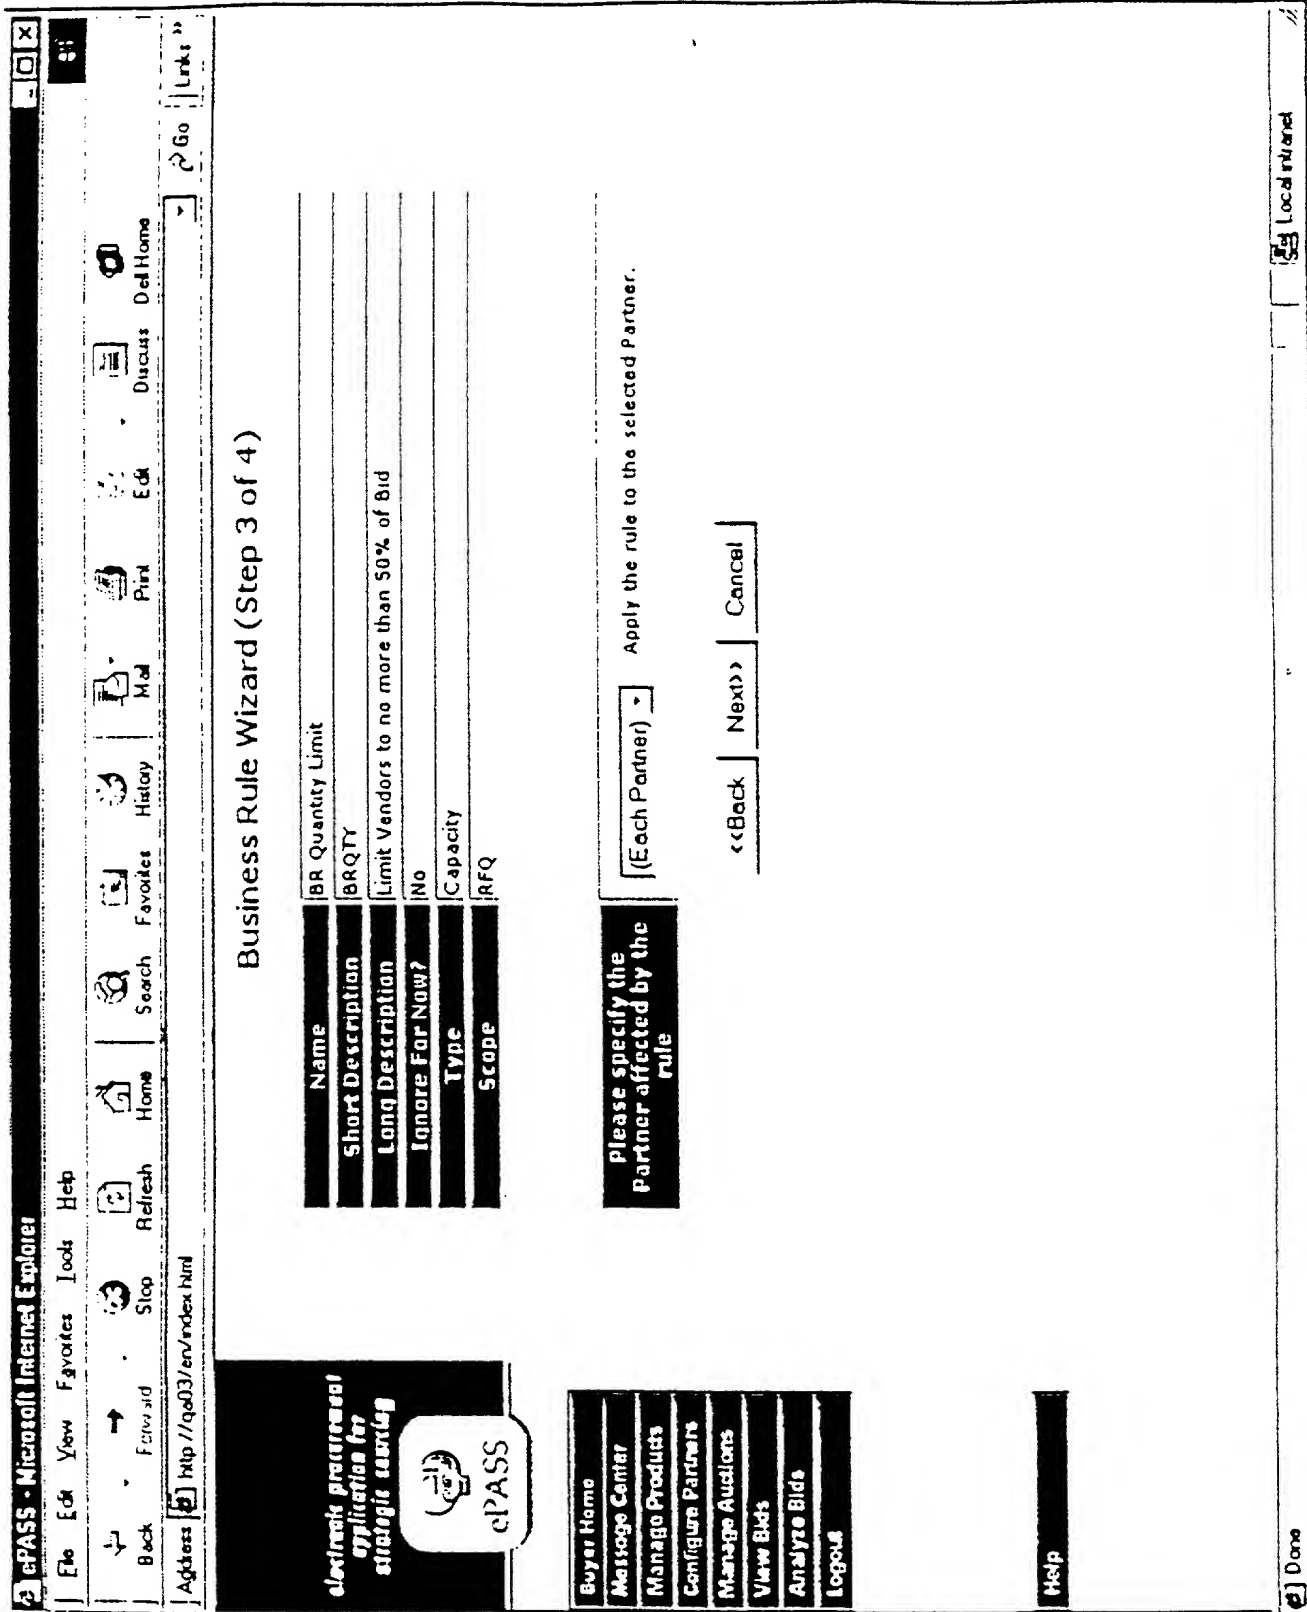 ePASS - Microsoft Internet Explorer
File Edit View Favorites Tools Help
Back Forward Stop Refresh Home Search Favorites History Mail Print Edit Discuss Dell Home
Address http://qa03/en/index.html Go Links »
electronic procurement
application for
strategic sourcing
ePASS
Buyer Home
Message Center
Manage Products
Configure Partners
Manage Auctions
View Bids
Analyze Bids
Logout
Help
Business Rule Wizard (Step 3 of 4)
Name BR Quantity Limit
Short Description BRQTY
Long Description Limit Vendors to no more than 50% of Bid
Ignore For Now? No
Type Capacity
Scope RFQ
Please specify the
Partner affected by the
rule
(Each Partner) Apply the rule to the selected Partner.
<<Back Next>> Cancel
Done Local intranet